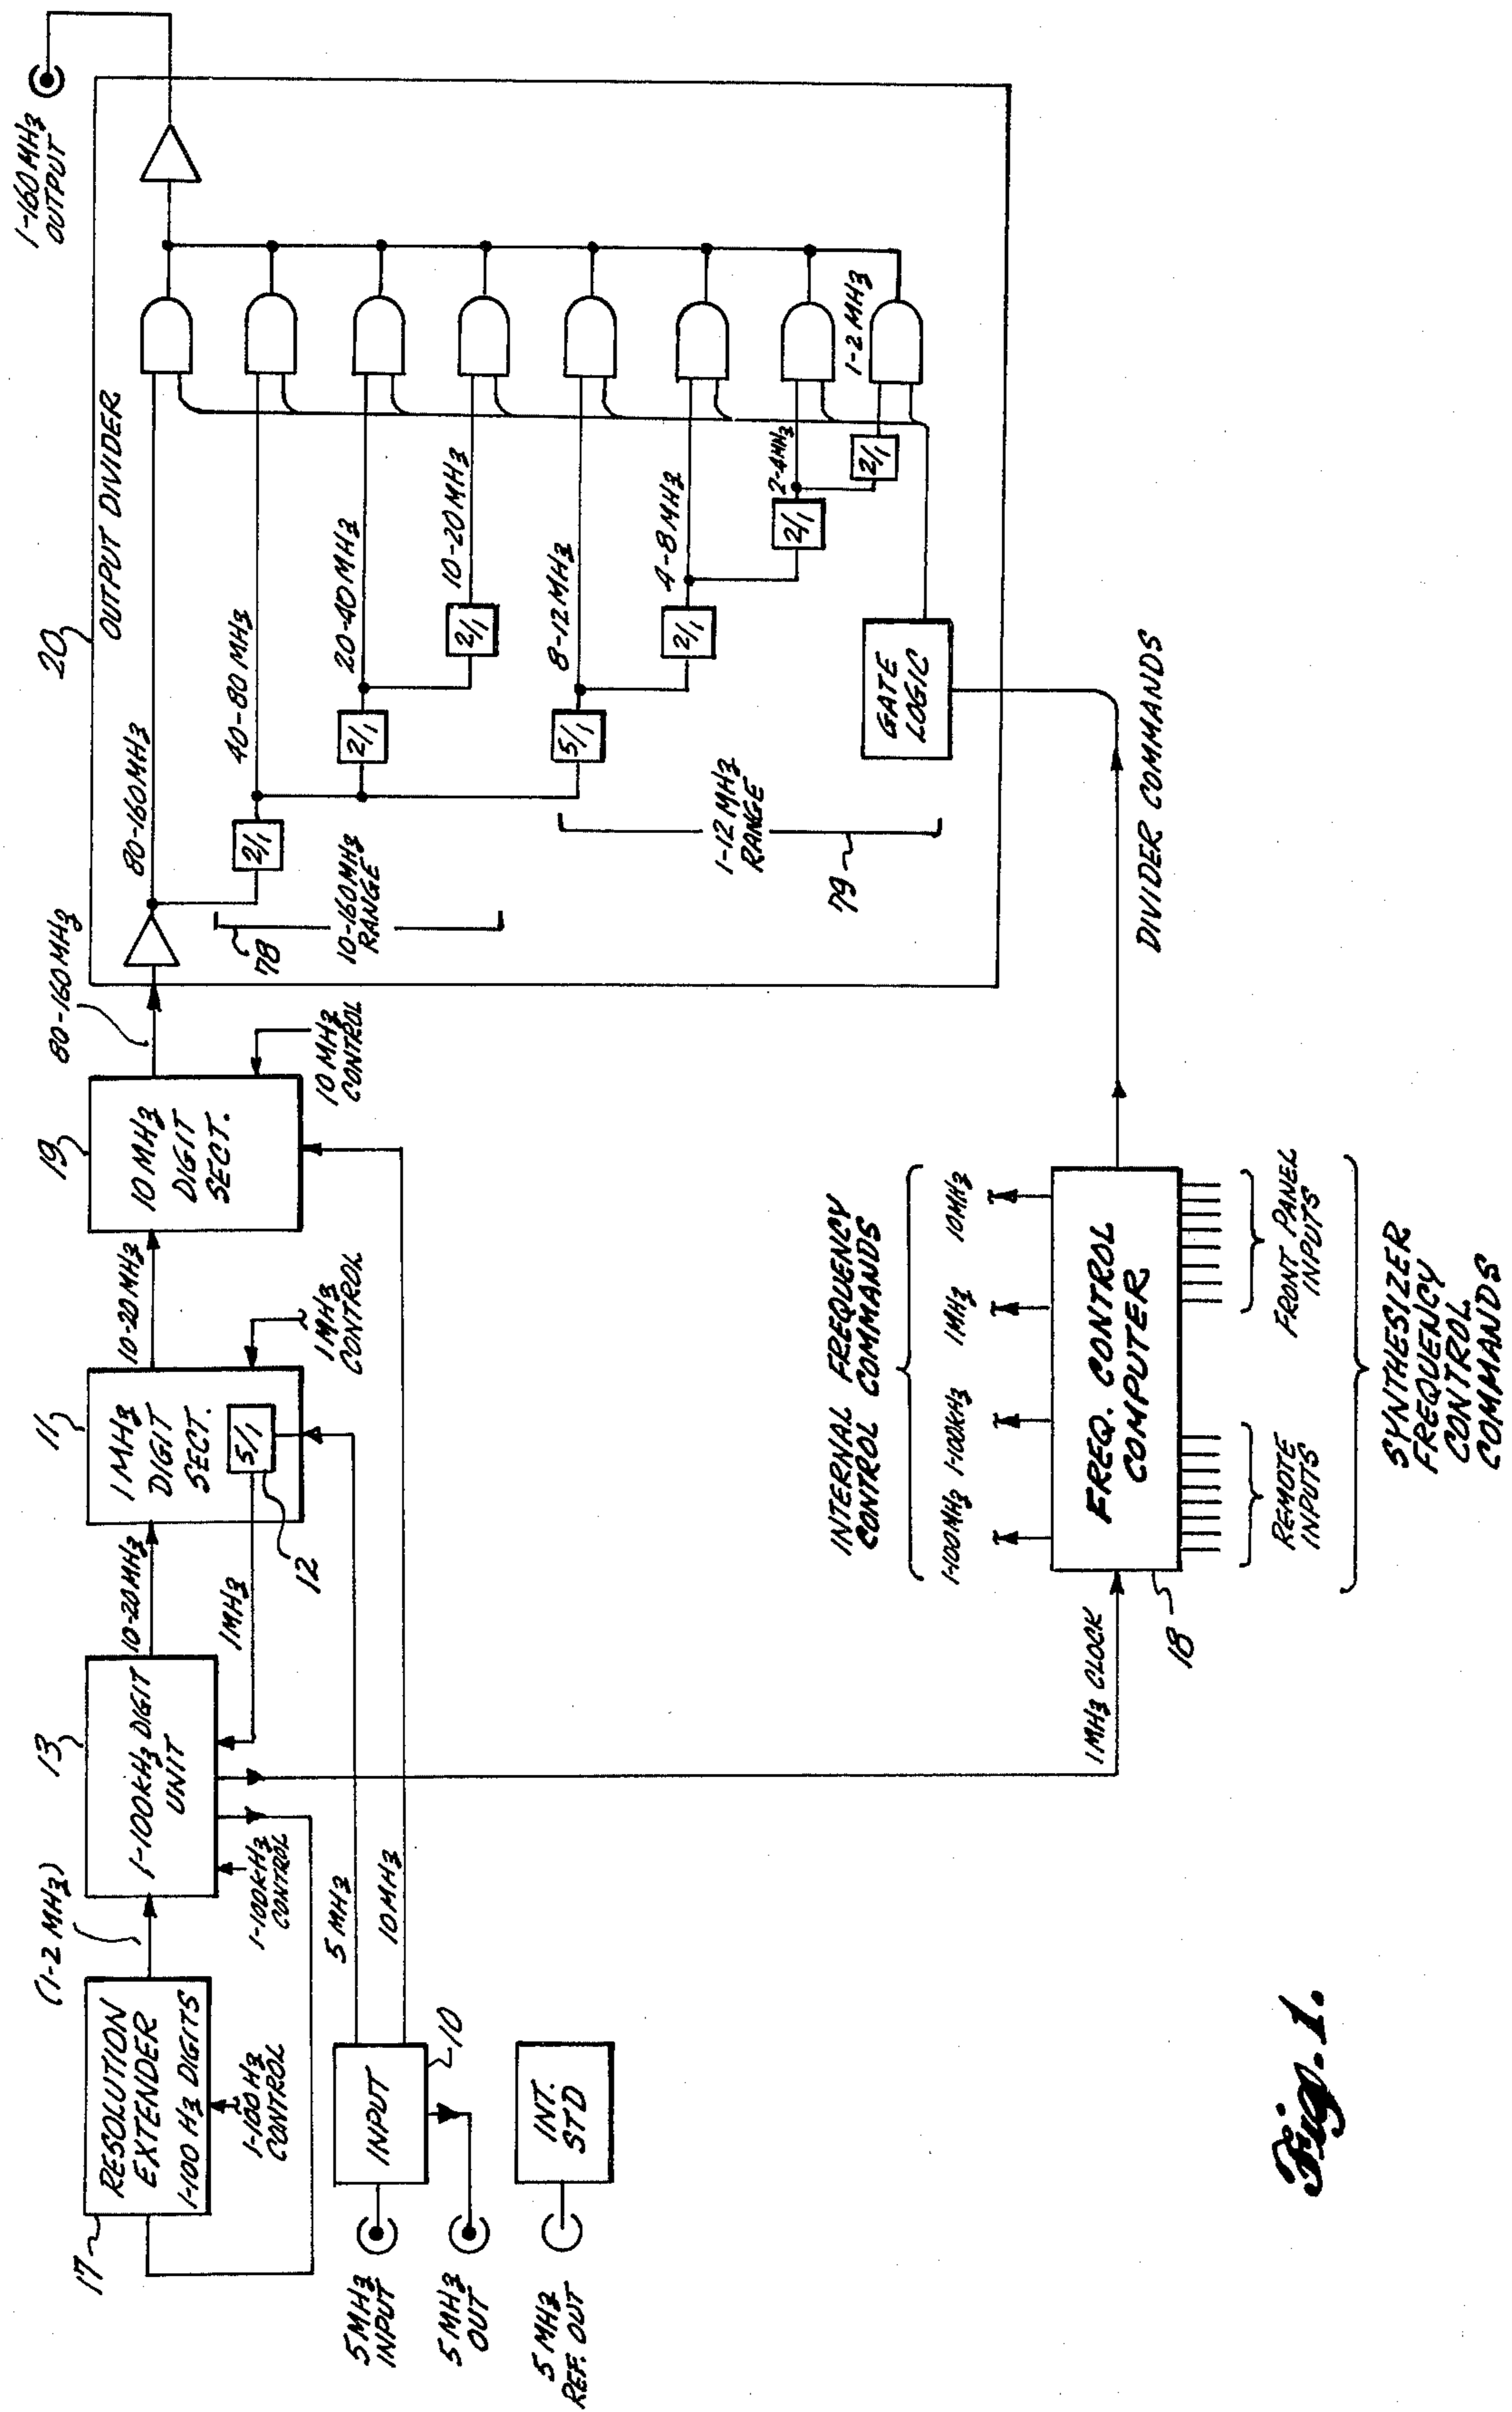 1-160 MHz
OUTPUT
20
OUTPUT DIVIDER
80-160 MHz
80-160 MHz
40-80 MHz
20-40 MHz
10-20 MHz
8-12 MHz
4-8 MHz
2-4 MHz
1-2 MHz
2/1
2/1
2/1
5/1
2/1
2/1
2/1
78
10-160 MHz
RANGE
79
1-12 MHz
RANGE
GATE
LOGIC
DIVIDER COMMANDS
19
10 MHz
DIGIT
SECT.
10 MHz
CONTROL
10-20 MHz
11
1 MHz
DIGIT
SECT.
5/1
12
1 MHz
CONTROL
10-20 MHz
1 MHz
13
1-100 kHz DIGIT
UNIT
1-100 kHz
CONTROL
(1-2 MHz)
17
RESOLUTION
EXTENDER
1-100 Hz DIGITS
1-100 Hz
CONTROL
5 MHz
10 MHz
INPUT
10
INT.
STD
5 MHz
INPUT
5 MHz
OUT
5 MHz
REF. OUT
1 MHz CLOCK
18
FREQ. CONTROL
COMPUTER
INTERNAL FREQUENCY
CONTROL COMMANDS
1-100 MHz
1-100 kHz
1 MHz
10 MHz
REMOTE
INPUTS
FRONT PANEL
INPUTS
SYNTHESIZER
FREQUENCY
CONTROL
COMMANDS
Fig. 1.